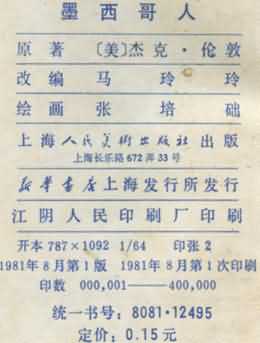 墨西哥人
原著 〔美〕杰克·伦敦
改编 马玲玲
绘画 张培础
上海人民美術出版社 出版
上海长乐路672弄33号
新华書店上海发行所发行
江阴人民印刷厂印刷
开本787×1092 1/64 印张2
1981年8月第1版 1981年8月第1次印刷
印数 000,001——400,000
统一书号：8081·12495
定价：0.15元